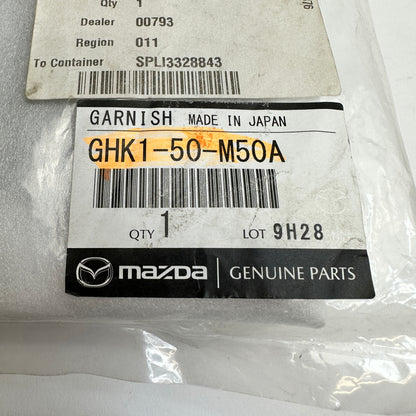 Qty 1
Dealer 00793
Region 011
To Container SPLI3328843
GARNISH MADE IN JAPAN
GHK1-50-M50A
QTY 1 LOT 9H28
mazda GENUINE PARTS